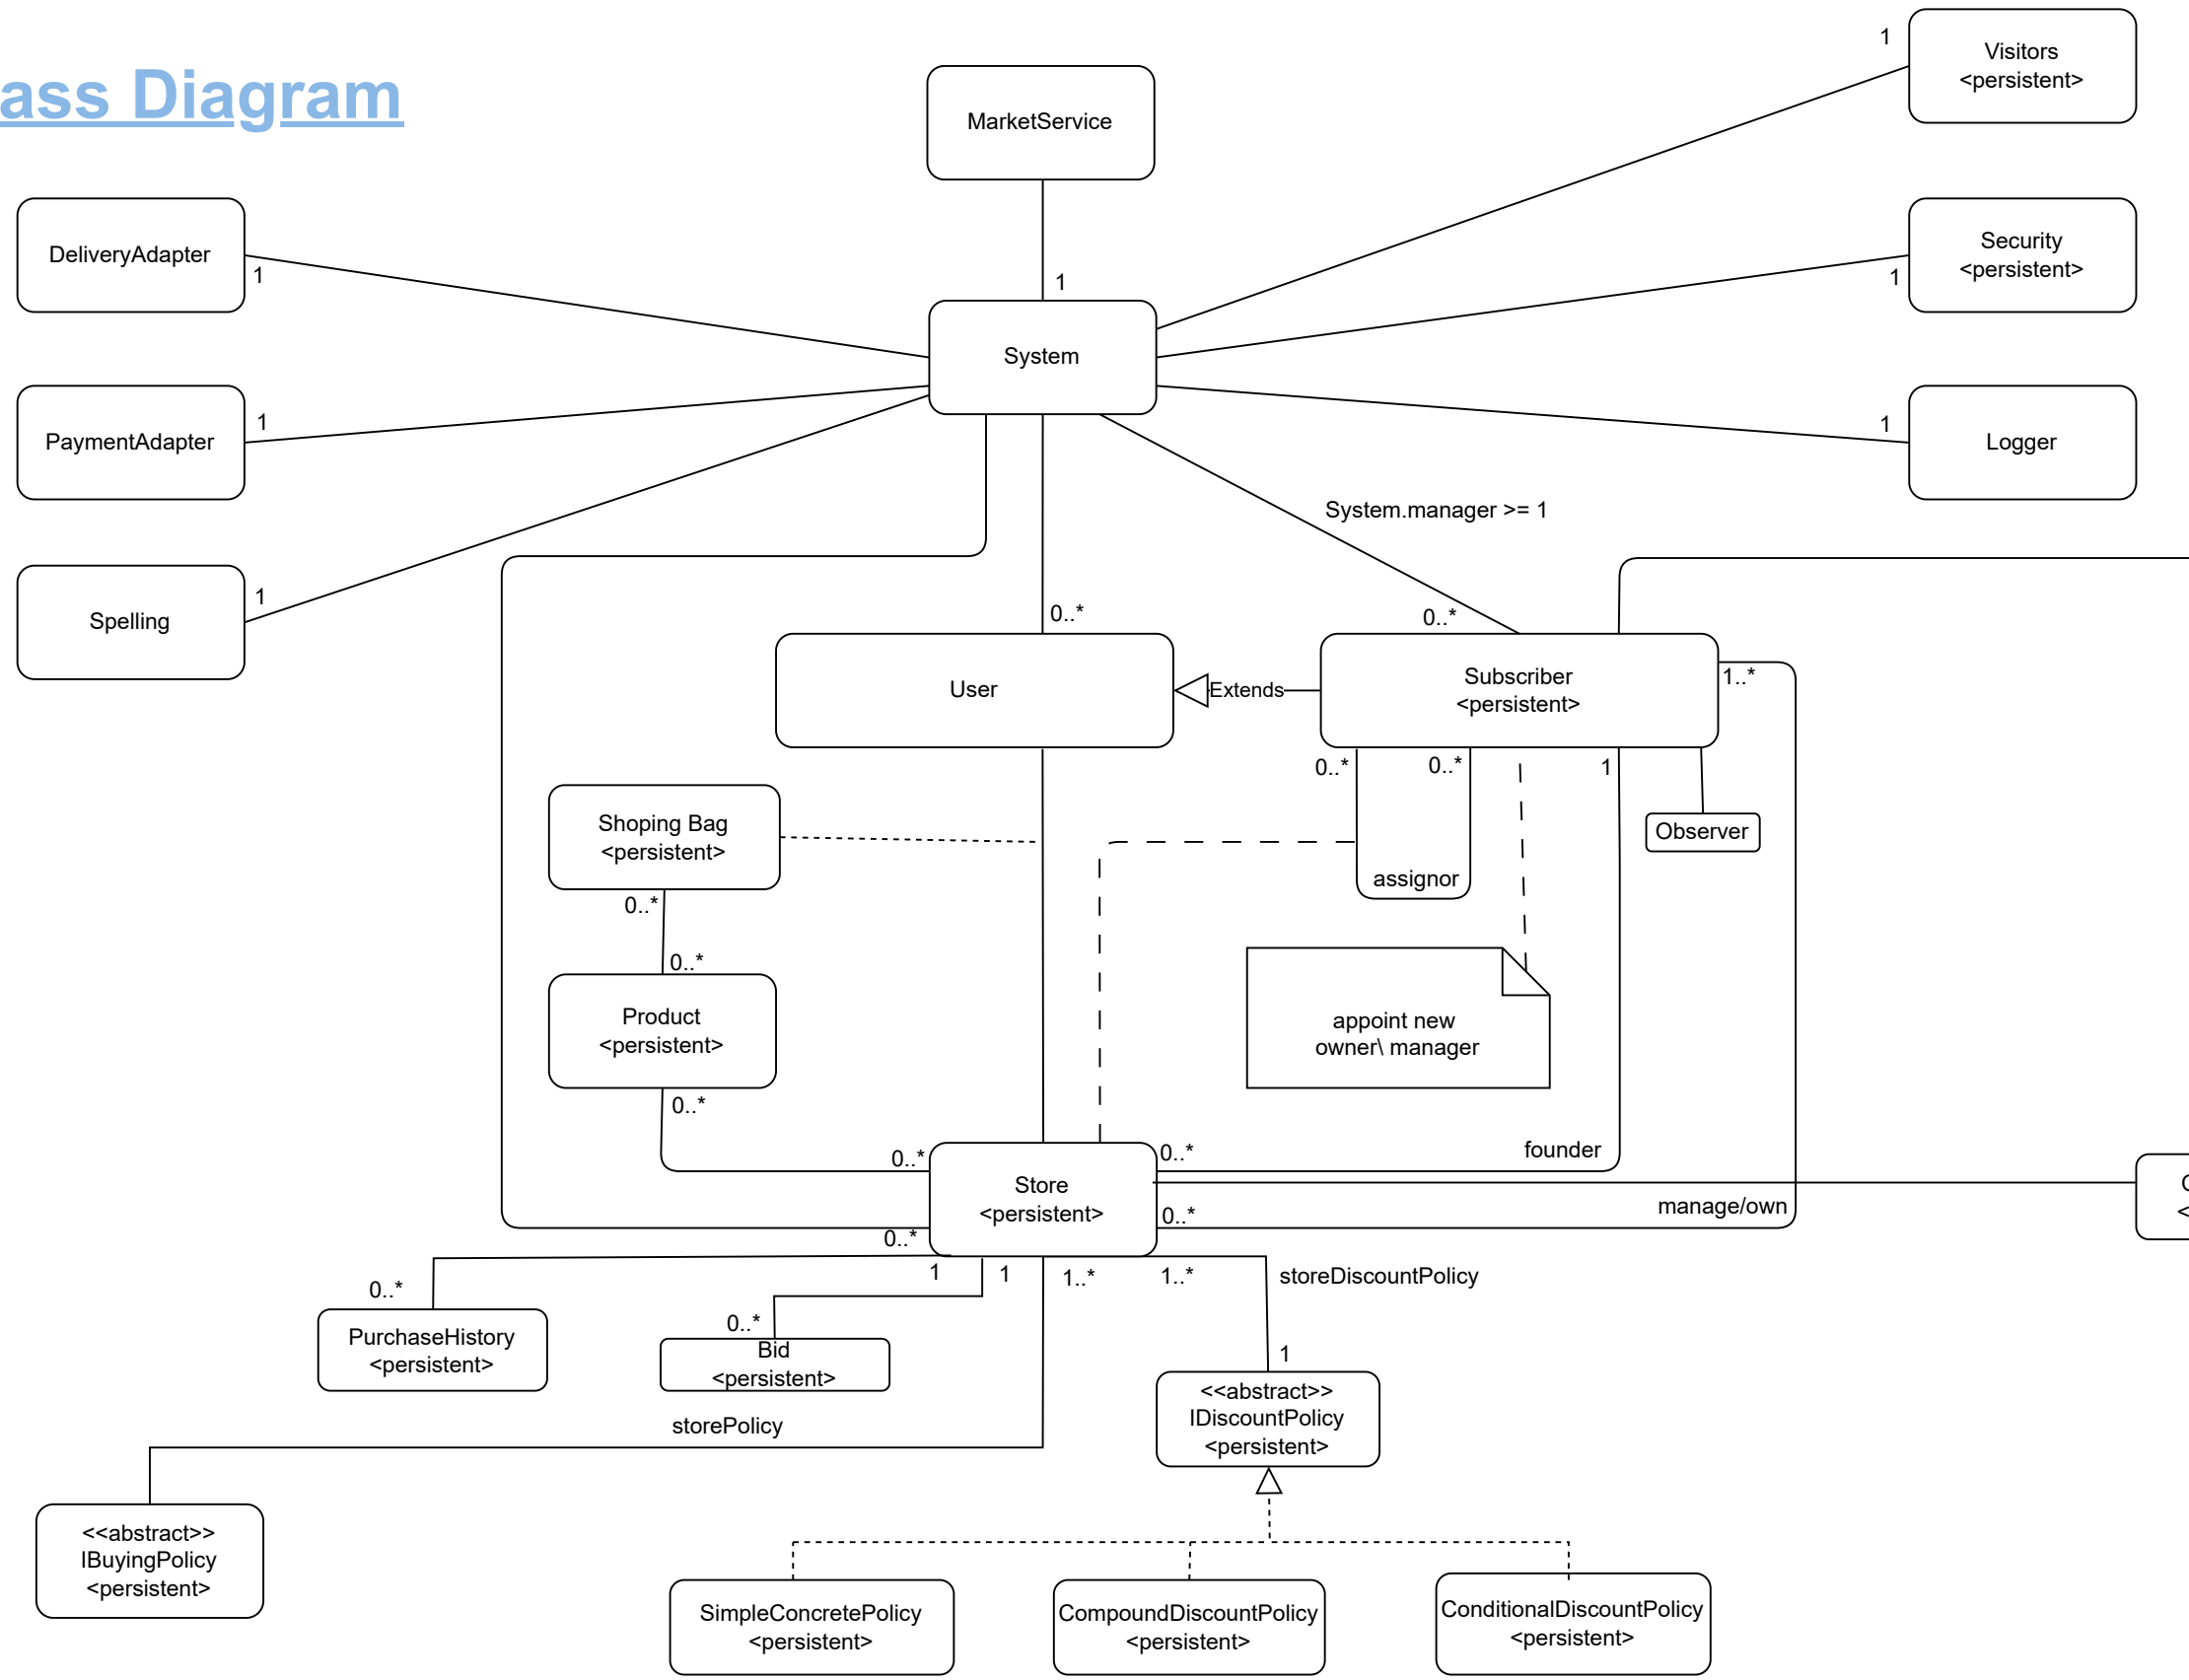 ass Diagram
MarketService
Visitors
<persistent>
1
DeliveryAdapter
1
1
Security
<persistent>
1
System
PaymentAdapter
1
Logger
1
System.manager >= 1
Spelling
1
0..*
0..*
User
Extends
Subscriber
<persistent>
1..*
0..*
0..*
1
Shoping Bag
<persistent>
Observer
assignor
0..*
0..*
Product
<persistent>
appoint new
owner\ manager
0..*
0..*
0..*
founder
Store
<persistent>
manage/own
0..*
0..*
1
1
1..*
1..*
storeDiscountPolicy
0..*
0..*
1
PurchaseHistory
<persistent>
Bid
<persistent>
<<abstract>>
IDiscountPolicy
<persistent>
storePolicy
<<abstract>>
IBuyingPolicy
<persistent>
SimpleConcretePolicy
<persistent>
CompoundDiscountPolicy
<persistent>
ConditionalDiscountPolicy
<persistent>